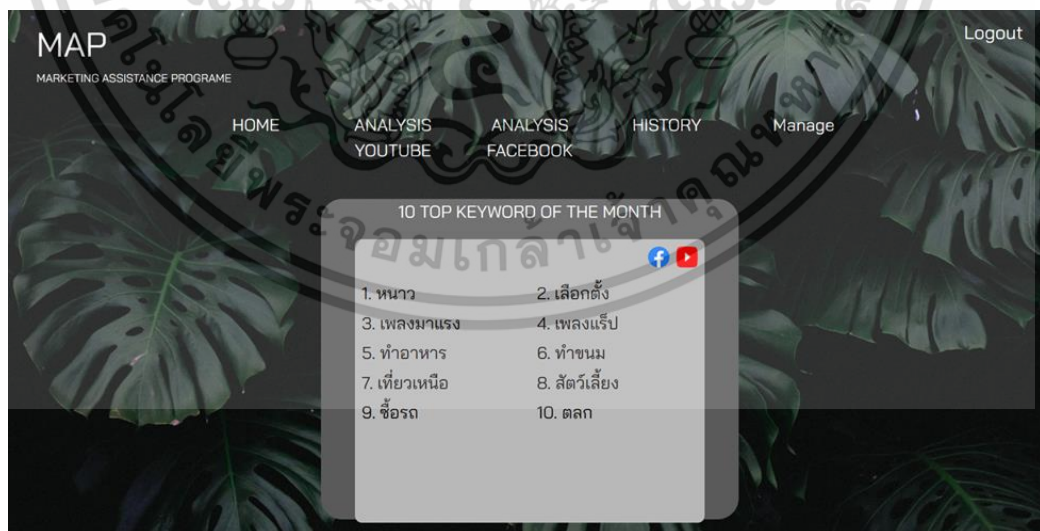 MAP
Logout
MARKETING ASSISTANCE PROGRAME
HOME
ANALYSIS YOUTUBE
ANALYSIS FACEBOOK
HISTORY
Manage
10 TOP KEYWORD OF THE MONTH
1. หนาว 2. เลือกตั้ง
3. เพลงมาแรง 4. เพลงแร็ป
5. ทำอาหาร 6. ทำขนม
7. เที่ยวเหนือ 8. สัตว์เลี้ยง
9. ซื้อรถ 10. ตลก